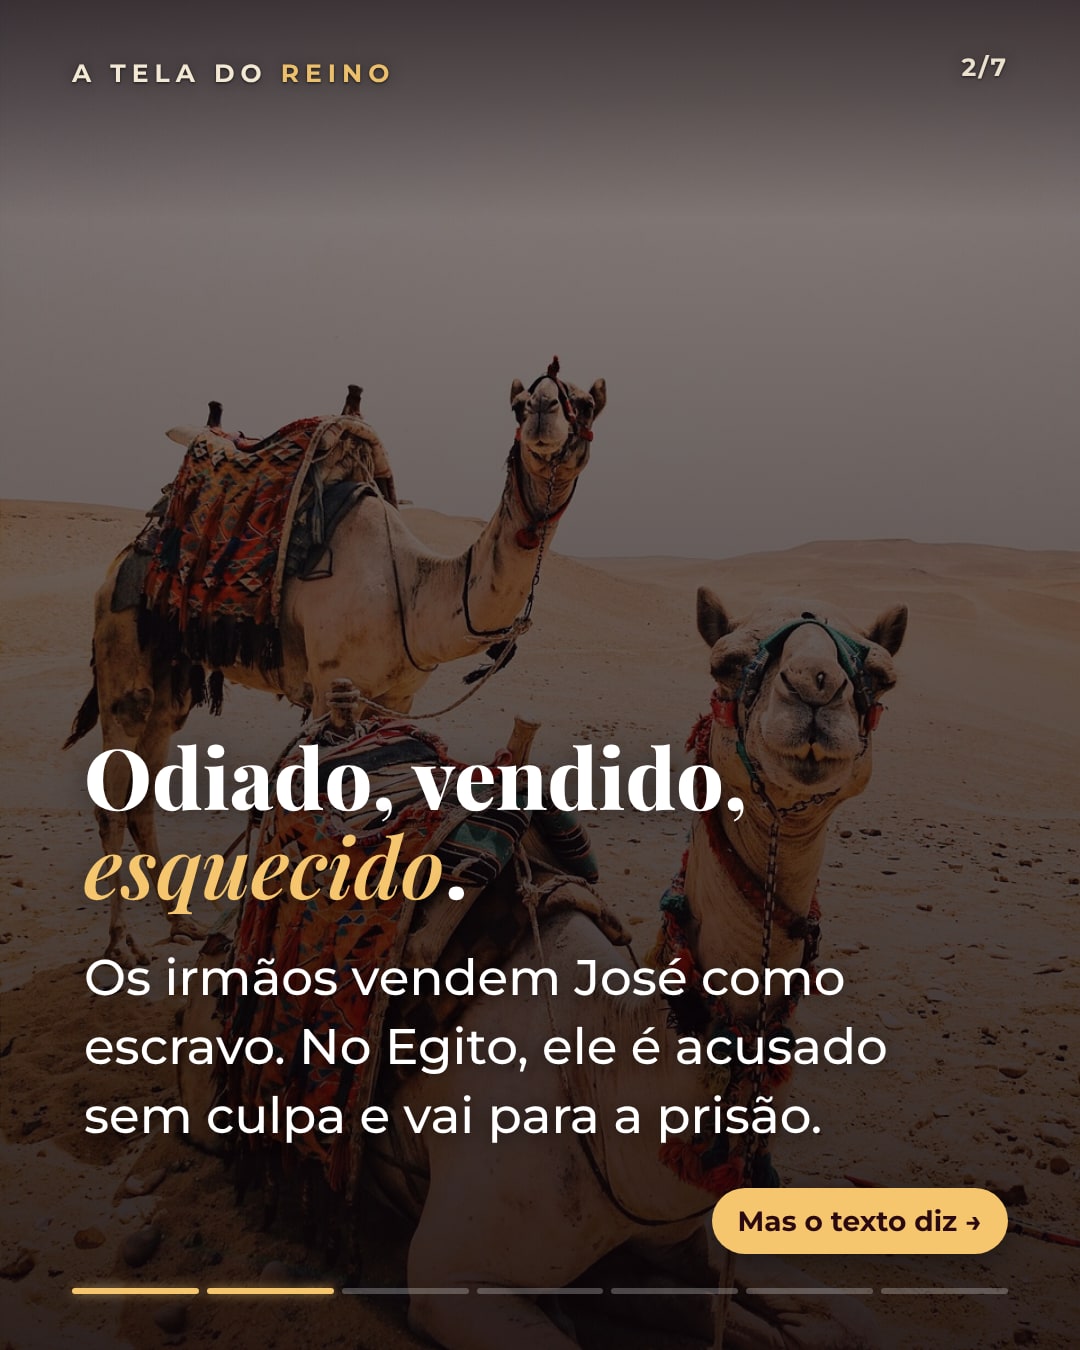 A TELA DO REINO
2/7
Odiado, vendido,
esquecido.
Os irmãos vendem José como
escravo. No Egito, ele é acusado
sem culpa e vai para a prisão.
Mas o texto diz →